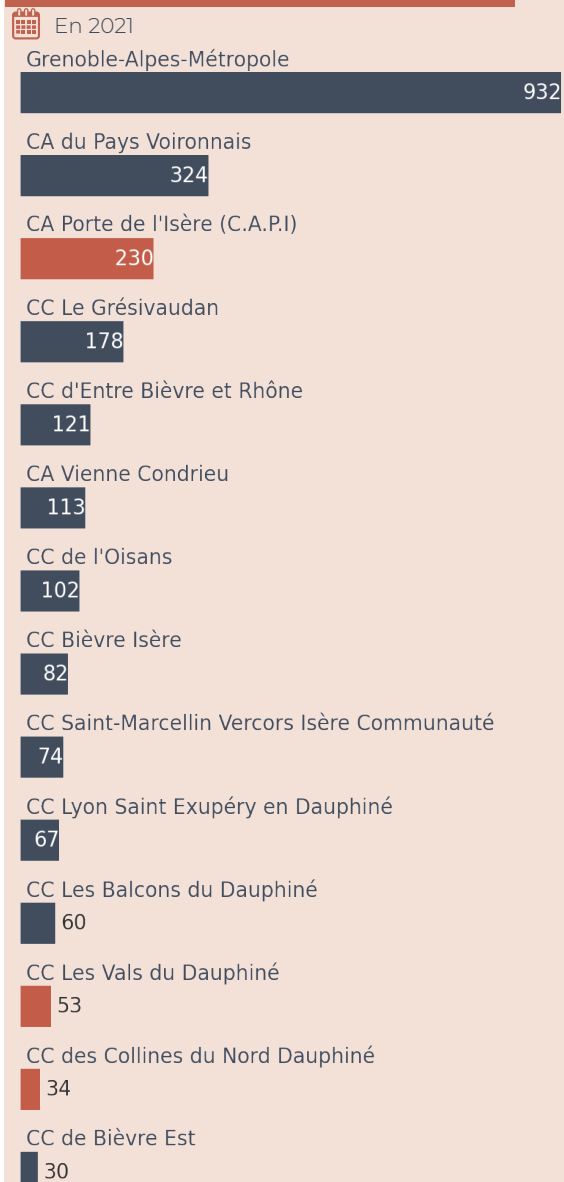 En 2021
Grenoble-Alpes-Métropole
932
CA du Pays Voironnais
324
CA Porte de l'Isère (C.A.P.I)
230
CC Le Grésivaudan
178
CC d'Entre Bièvre et Rhône
121
CA Vienne Condrieu
113
CC de l'Oisans
102
CC Bièvre Isère
82
CC Saint-Marcellin Vercors Isère Communauté
74
CC Lyon Saint Exupéry en Dauphiné
67
CC Les Balcons du Dauphiné
60
CC Les Vals du Dauphiné
53
CC des Collines du Nord Dauphiné
34
CC de Bièvre Est
30